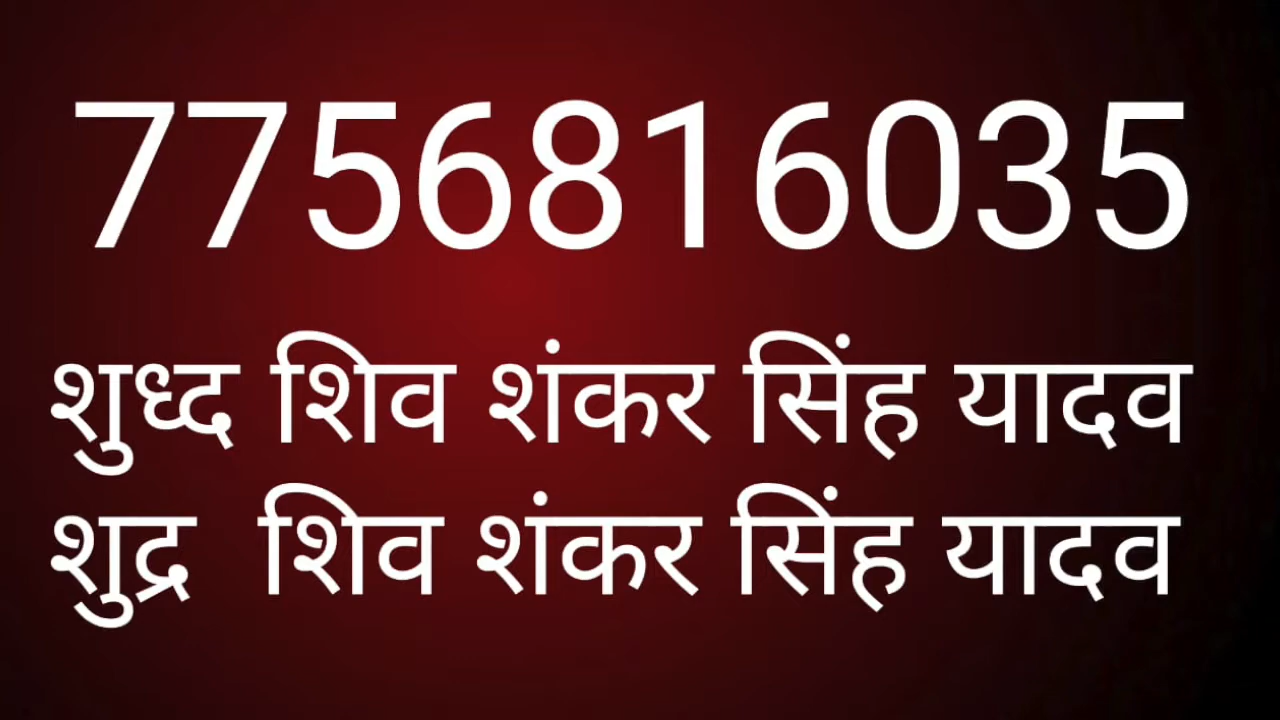 7756816035
शुध्द शिव शंकर सिंह यादव
शुद्र शिव शंकर सिंह यादव